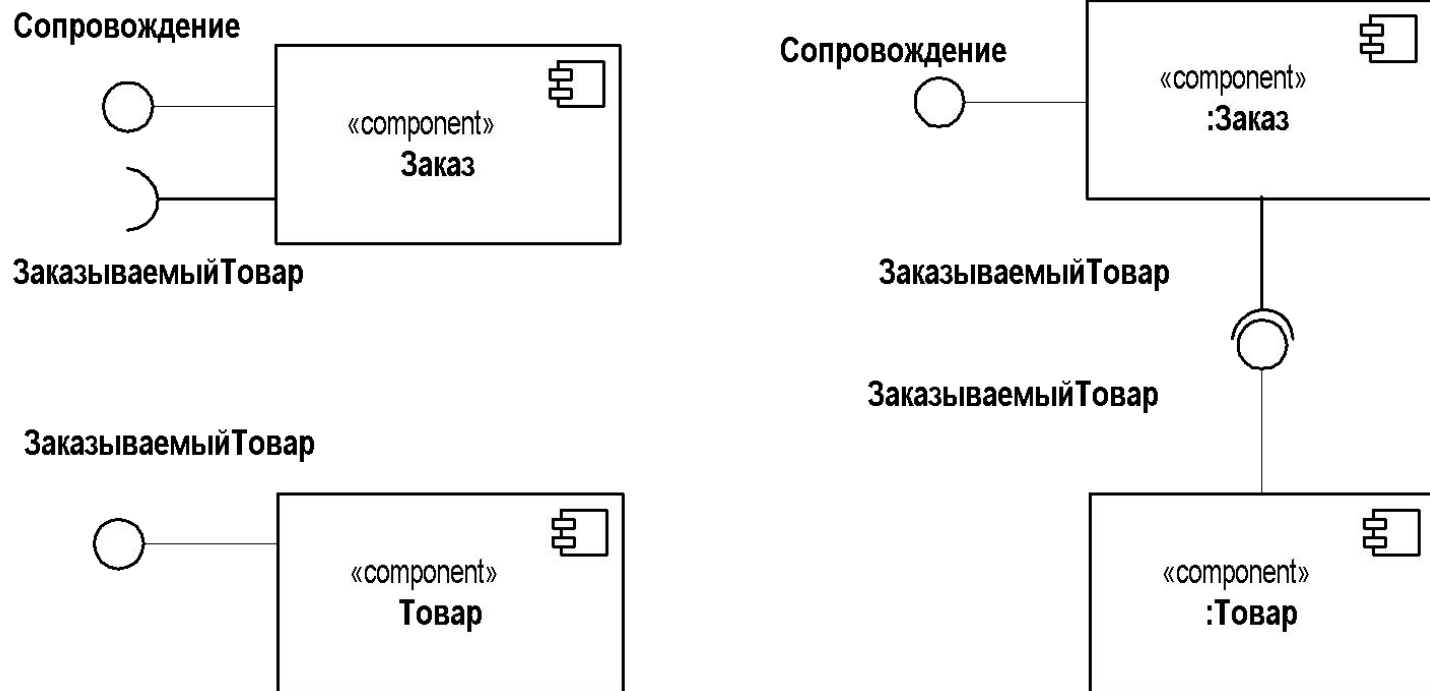 Сопровождение
«component»
Заказ
ЗаказываемыйТовар
ЗаказываемыйТовар
«component»
Товар
Сопровождение
«component»
:Заказ
ЗаказываемыйТовар
ЗаказываемыйТовар
«component»
:Товар